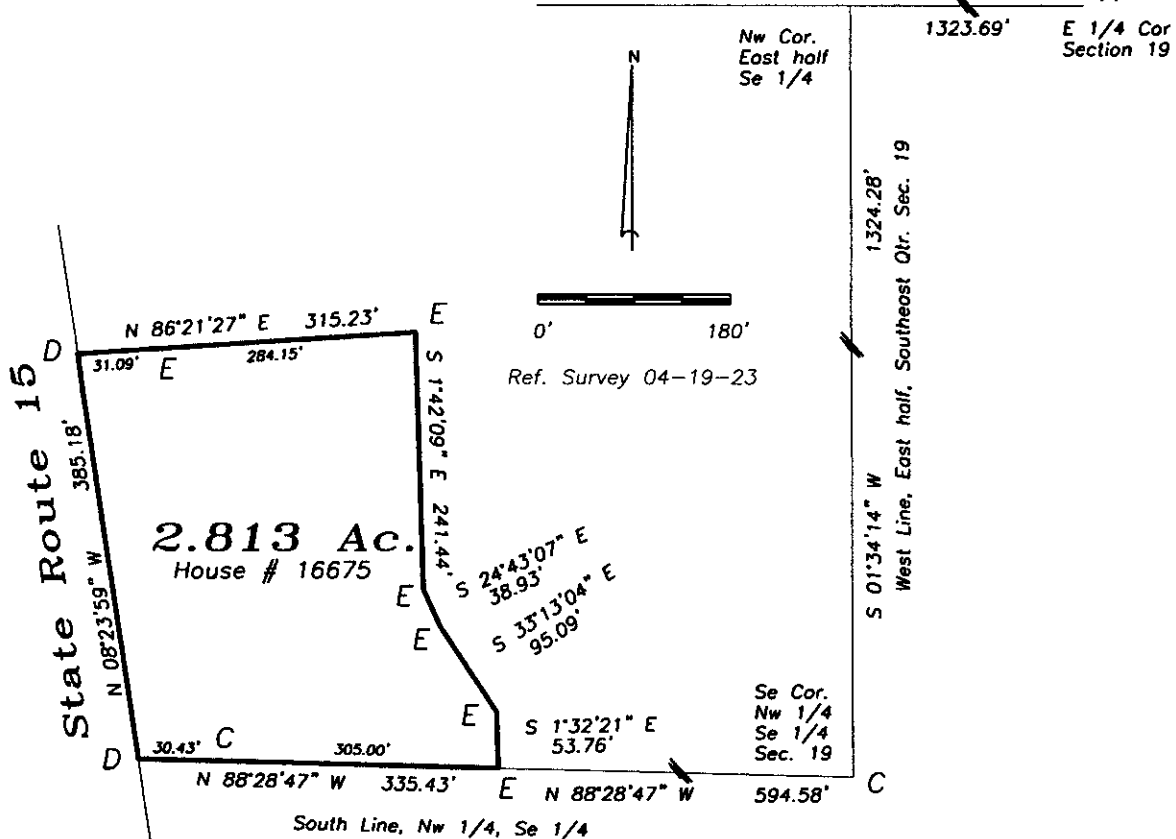 1323.69'
E 1/4 Cor
Section 19
Nw Cor.
East half
Se 1/4
N
1324.28'
West Line, East half, Southeast Qtr. Sec. 19
S 01°34'14" W
0' 180'
Ref. Survey 04-19-23
N 86°21'27" E 315.23'
E
D
31.09'
E
284.15'
State Route 15
385.18'
N 08°23'59" W
S 1°42'09" E 241.44'
2.813 Ac.
House # 16675
E
S 24°43'07" E
38.93'
E
S 33°13'04" E
95.09'
E
S 1°32'21" E
53.76'
Se Cor.
Nw 1/4
Se 1/4
Sec. 19
D
30.43'
C
305.00'
N 88°28'47" W 335.43'
E
N 88°28'47" W 594.58'
C
South Line, Nw 1/4, Se 1/4